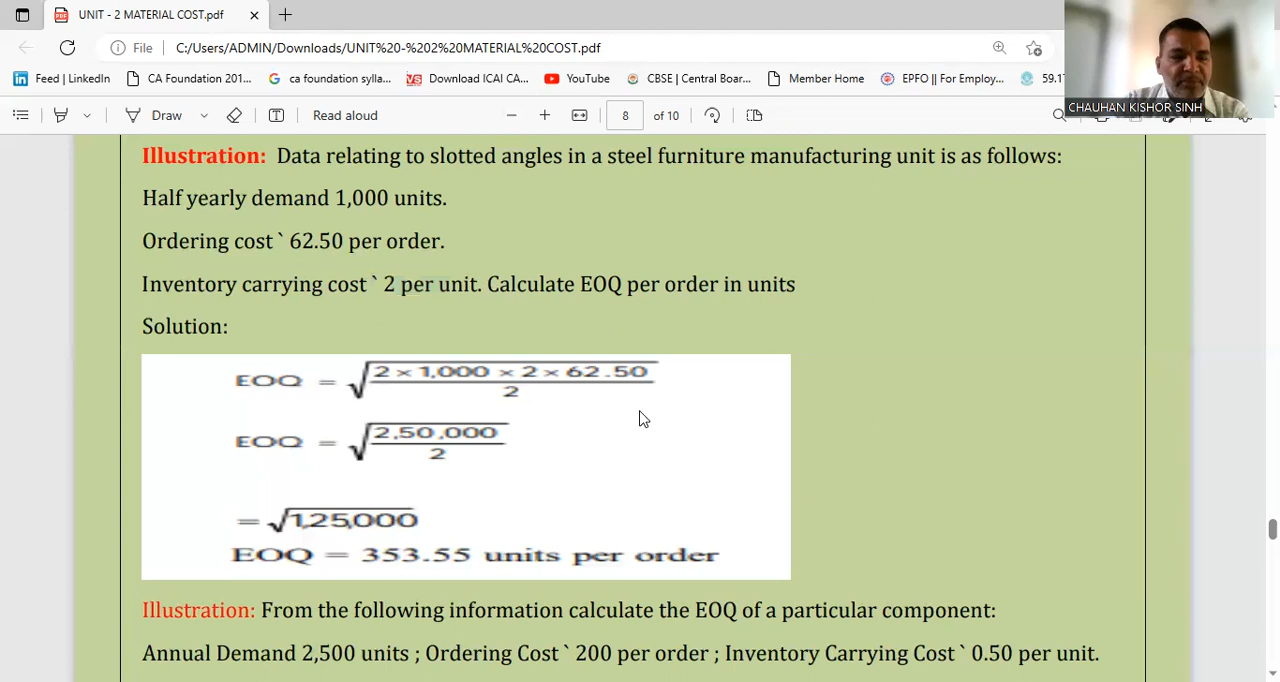 UNIT - 2 MATERIAL COST.pdf
File C:/Users/ADMIN/Downloads/UNIT%20-%202%20MATERIAL%20COST.pdf
Feed | LinkedIn CA Foundation 201... ca foundation sylla... Download ICAI CA... YouTube CBSE | Central Boar... Member Home EPFO || For Employ... 59.1
Draw Read aloud 8 of 10
CHAUHAN KISHOR SINH
Illustration: Data relating to slotted angles in a steel furniture manufacturing unit is as follows:
Half yearly demand 1,000 units.
Ordering cost ` 62.50 per order.
Inventory carrying cost ` 2 per unit. Calculate EOQ per order in units
Solution:
EOQ = √(2 × 1,000 × 2 × 62.50 / 2)
EOQ = √(2,50,000 / 2)
= √1,25,000
EOQ = 353.55 units per order
Illustration: From the following information calculate the EOQ of a particular component:
Annual Demand 2,500 units ; Ordering Cost ` 200 per order ; Inventory Carrying Cost ` 0.50 per unit.